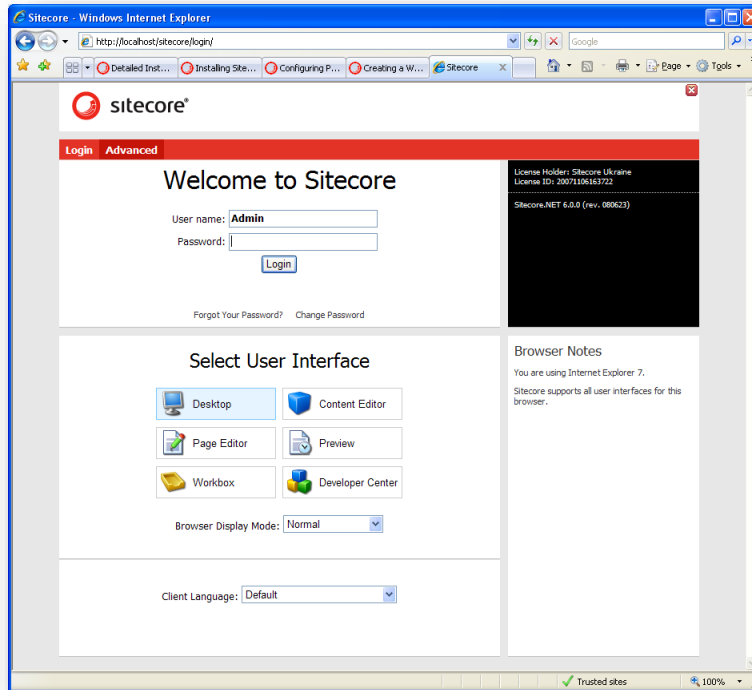 Sitecore - Windows Internet Explorer
http://localhost/sitecore/login/
Google
Detailed Inst... Installing Site... Configuring P... Creating a W... Sitecore X Page Tools
sitecore®
Login Advanced
Welcome to Sitecore
User name: Admin
Password:
Login
Forgot Your Password? Change Password
License Holder: Sitecore Ukraine
License ID: 20071106163722
Sitecore.NET 6.0.0 (rev. 080623)
Select User Interface
Desktop Content Editor
Page Editor Preview
Workbox Developer Center
Browser Display Mode: Normal
Client Language: Default
Browser Notes
You are using Internet Explorer 7.
Sitecore supports all user interfaces for this
browser.
Trusted sites 100%